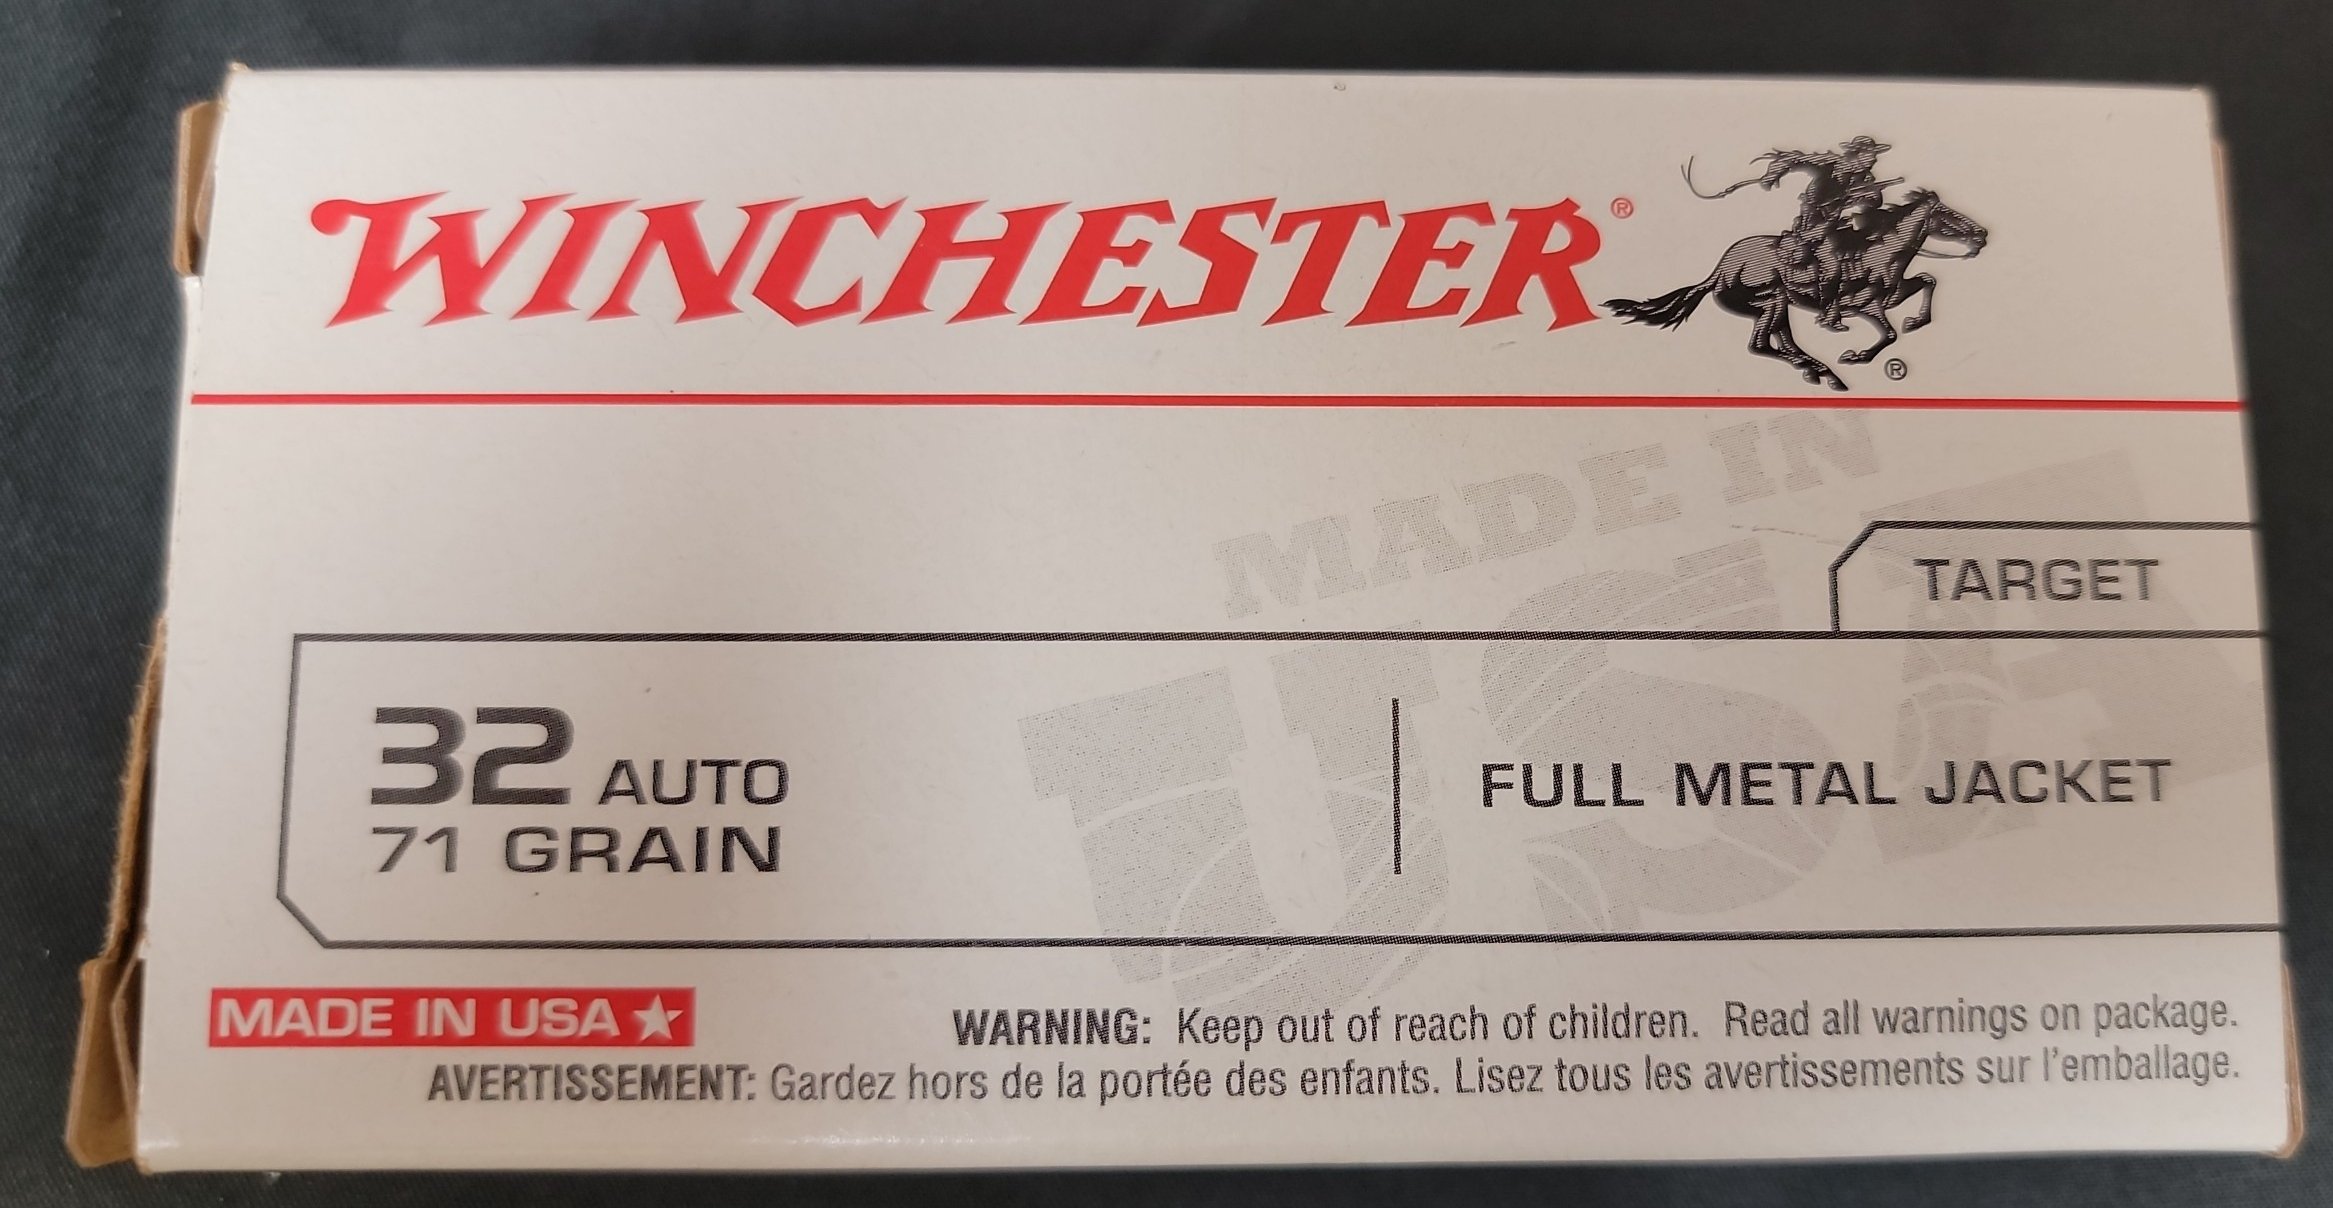 WINCHESTER®
®
MADE IN
USA
TARGET
32 AUTO
71 GRAIN
FULL METAL JACKET
MADE IN USA
WARNING: Keep out of reach of children. Read all warnings on package.
AVERTISSEMENT: Gardez hors de la portée des enfants. Lisez tous les avertissements sur l'emballage.